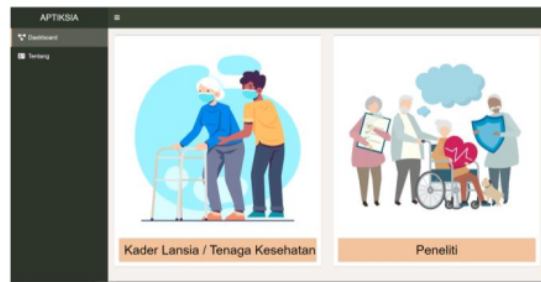 APTIKSIA
Dashboard
Tentang
Kader Lansia / Tenaga Kesehatan
Peneliti